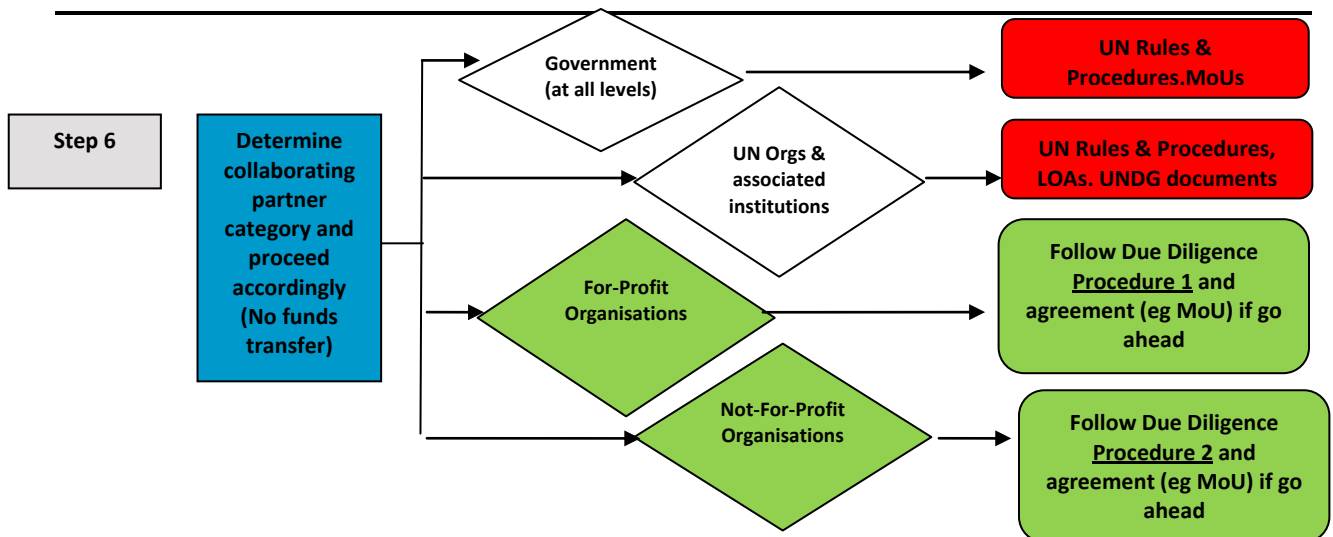 Step 6
Determine
collaborating
partner
category and
proceed
accordingly
(No funds
transfer)
Government
(at all levels)
UN Rules &
Procedures.MoUs
UN Orgs &
associated
institutions
UN Rules & Procedures,
LOAs. UNDG documents
For-Profit
Organisations
Follow Due Diligence
Procedure 1 and
agreement (eg MoU) if go
ahead
Not-For-Profit
Organisations
Follow Due Diligence
Procedure 2 and
agreement (eg MoU) if go
ahead